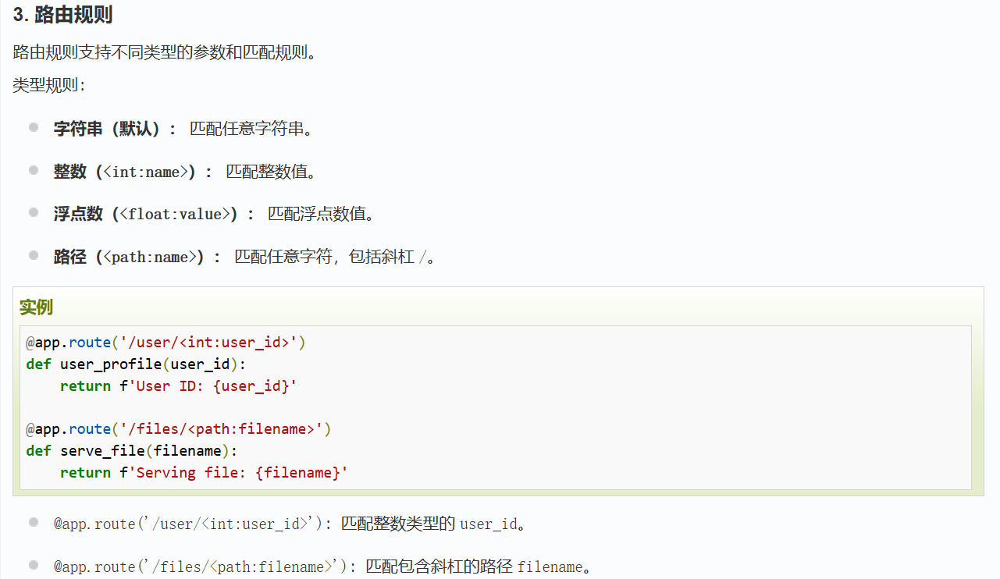 3. 路由规则
路由规则支持不同类型的参数和匹配规则。
类型规则：
字符串（默认）： 匹配任意字符串。
整数（<int:name>）： 匹配整数值。
浮点数（<float:value>）： 匹配浮点数值。
路径（<path:name>）： 匹配任意字符，包括斜杠 /。
实例
@app.route('/user/<int:user_id>')
def user_profile(user_id):
    return f'User ID: {user_id}'
@app.route('/files/<path:filename>')
def serve_file(filename):
    return f'Serving file: {filename}'
@app.route('/user/<int:user_id>')：匹配整数类型的 user_id。
@app.route('/files/<path:filename>')：匹配包含斜杠的路径 filename。